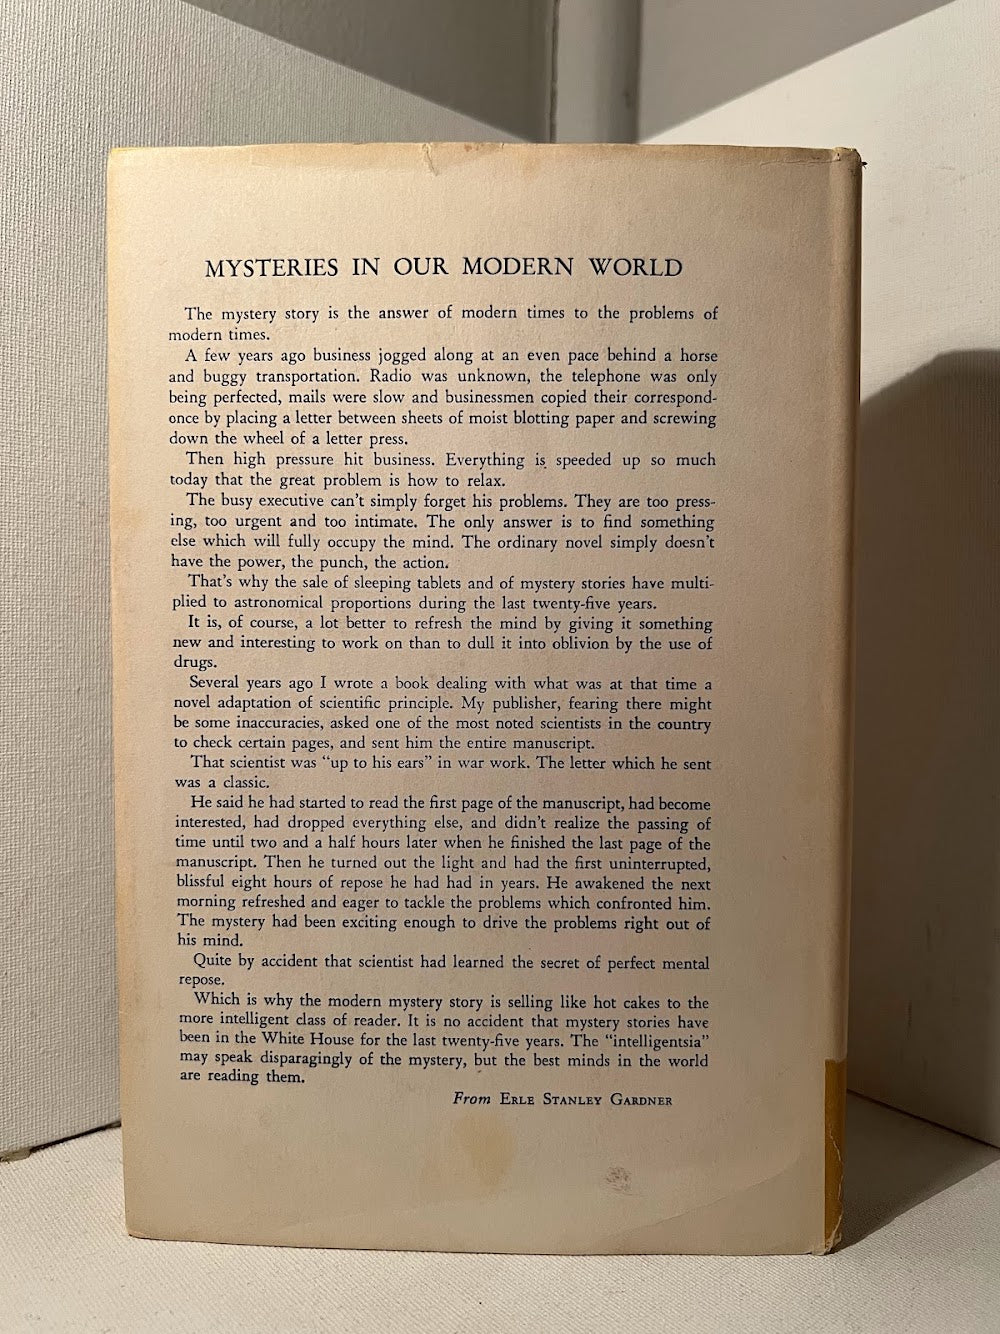 MYSTERIES IN OUR MODERN WORLD
The mystery story is the answer of modern times to the problems of
modern times.
A few years ago business jogged along at an even pace behind a horse
and buggy transportation. Radio was unknown, the telephone was only
being perfected, mails were slow and businessmen copied their correspond-
once by placing a letter between sheets of moist blotting paper and screwing
down the wheel of a letter press.
Then high pressure hit business. Everything is speeded up so much
today that the great problem is how to relax.
The busy executive can't simply forget his problems. They are too press-
ing, too urgent and too intimate. The only answer is to find something
else which will fully occupy the mind. The ordinary novel simply doesn't
have the power, the punch, the action.
That's why the sale of sleeping tablets and of mystery stories have multi-
plied to astronomical proportions during the last twenty-five years.
It is, of course, a lot better to refresh the mind by giving it something
new and interesting to work on than to dull it into oblivion by the use of
drugs.
Several years ago I wrote a book dealing with what was at that time a
novel adaptation of scientific principle. My publisher, fearing there might
be some inaccuracies, asked one of the most noted scientists in the country
to check certain pages, and sent him the entire manuscript.
That scientist was "up to his ears" in war work. The letter which he sent
was a classic.
He said he had started to read the first page of the manuscript, had become
interested, had dropped everything else, and didn't realize the passing of
time until two and a half hours later when he finished the last page of the
manuscript. Then he turned out the light and had the first uninterrupted,
blissful eight hours of repose he had had in years. He awakened the next
morning refreshed and eager to tackle the problems which confronted him.
The mystery had been exciting enough to drive the problems right out of
his mind.
Quite by accident that scientist had learned the secret of perfect mental
repose.
Which is why the modern mystery story is selling like hot cakes to the
more intelligent class of reader. It is no accident that mystery stories have
been in the White House for the last twenty-five years. The "intelligentsia"
may speak disparagingly of the mystery, but the best minds in the world
are reading them.
From ERLE STANLEY GARDNER